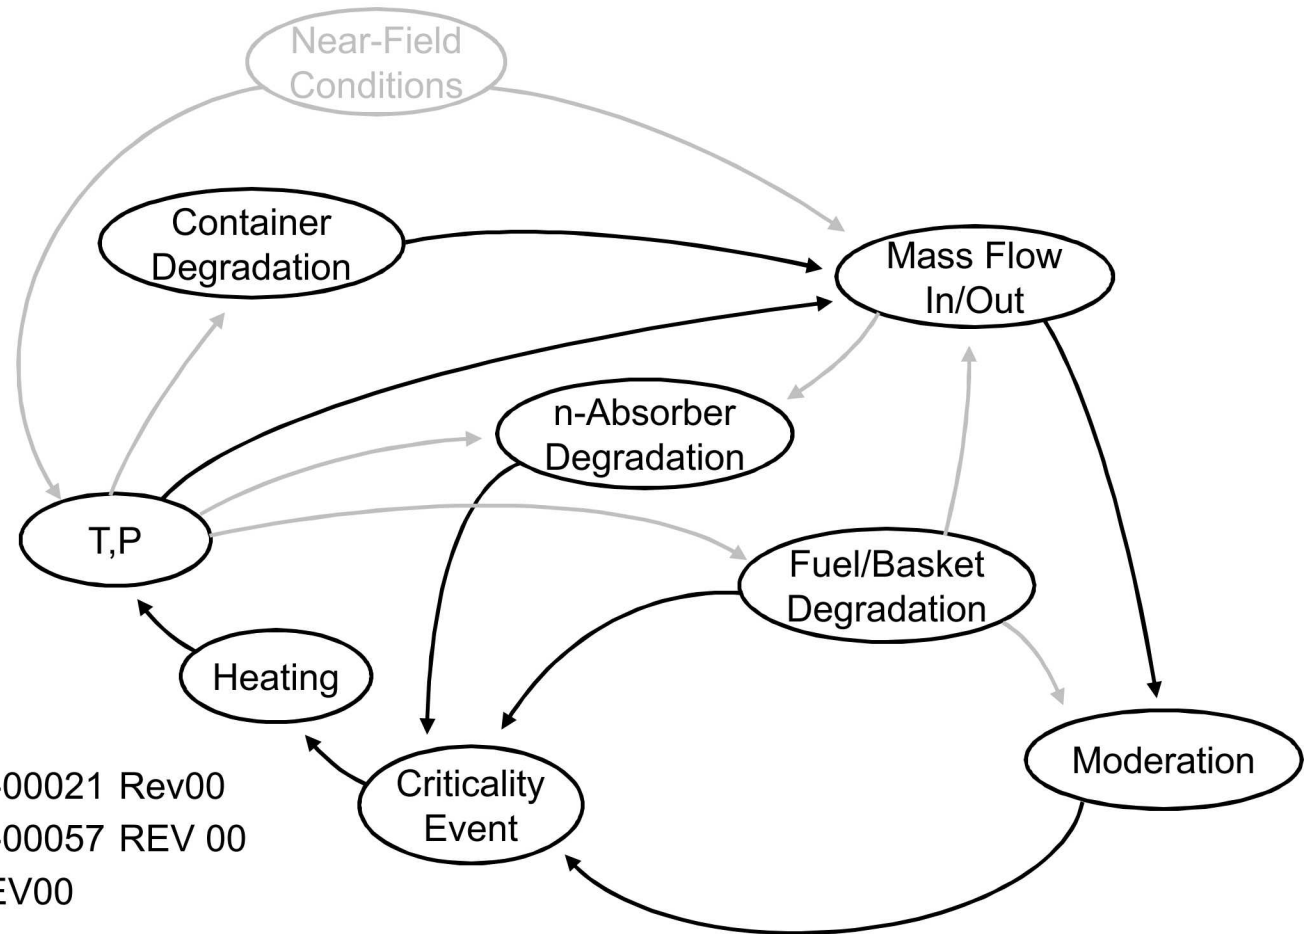 Near-Field
Conditions
Container
Degradation
Mass Flow
In/Out
n-Absorber
Degradation
T,P
Fuel/Basket
Degradation
Heating
Moderation
Criticality
Event
-00021 Rev00
-00057 REV 00
EV00